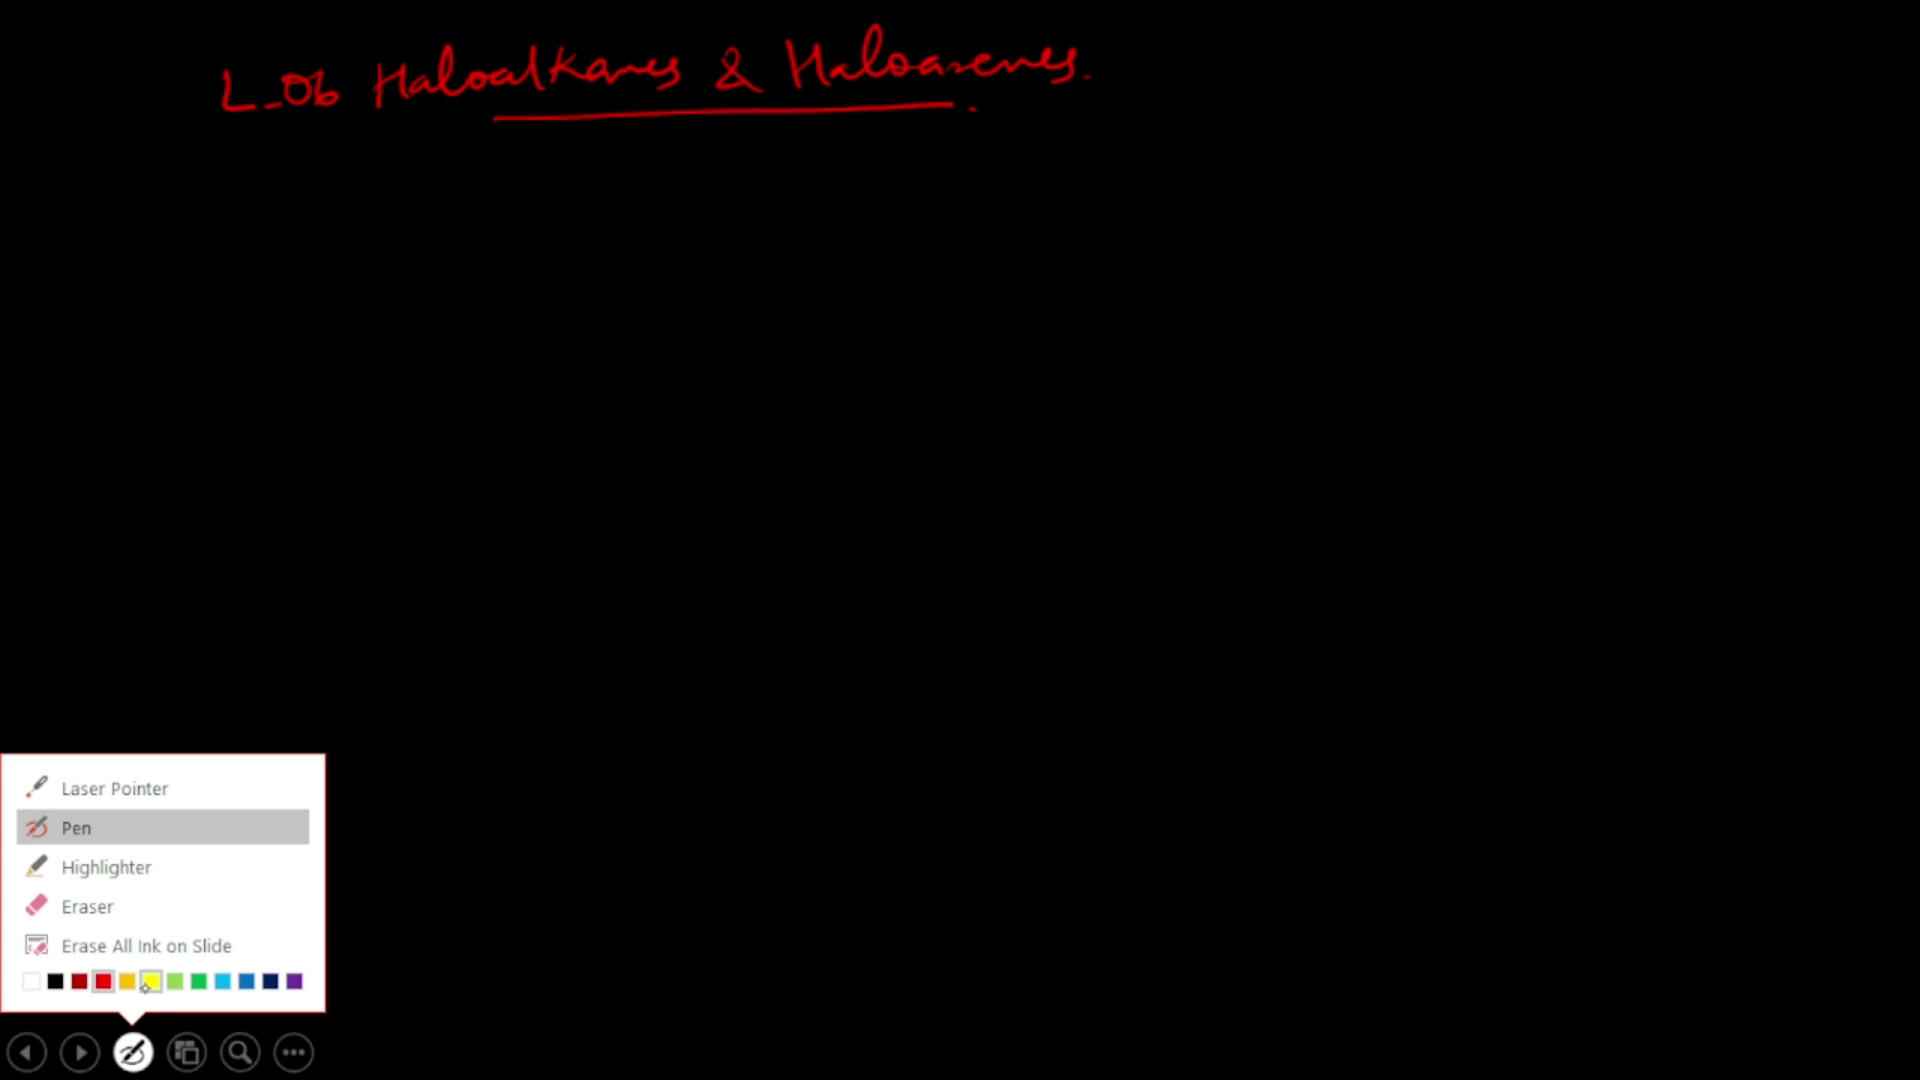 L-06 Haloalkanes & Haloarenes.
Laser Pointer
Pen
Highlighter
Eraser
Erase All Ink on Slide